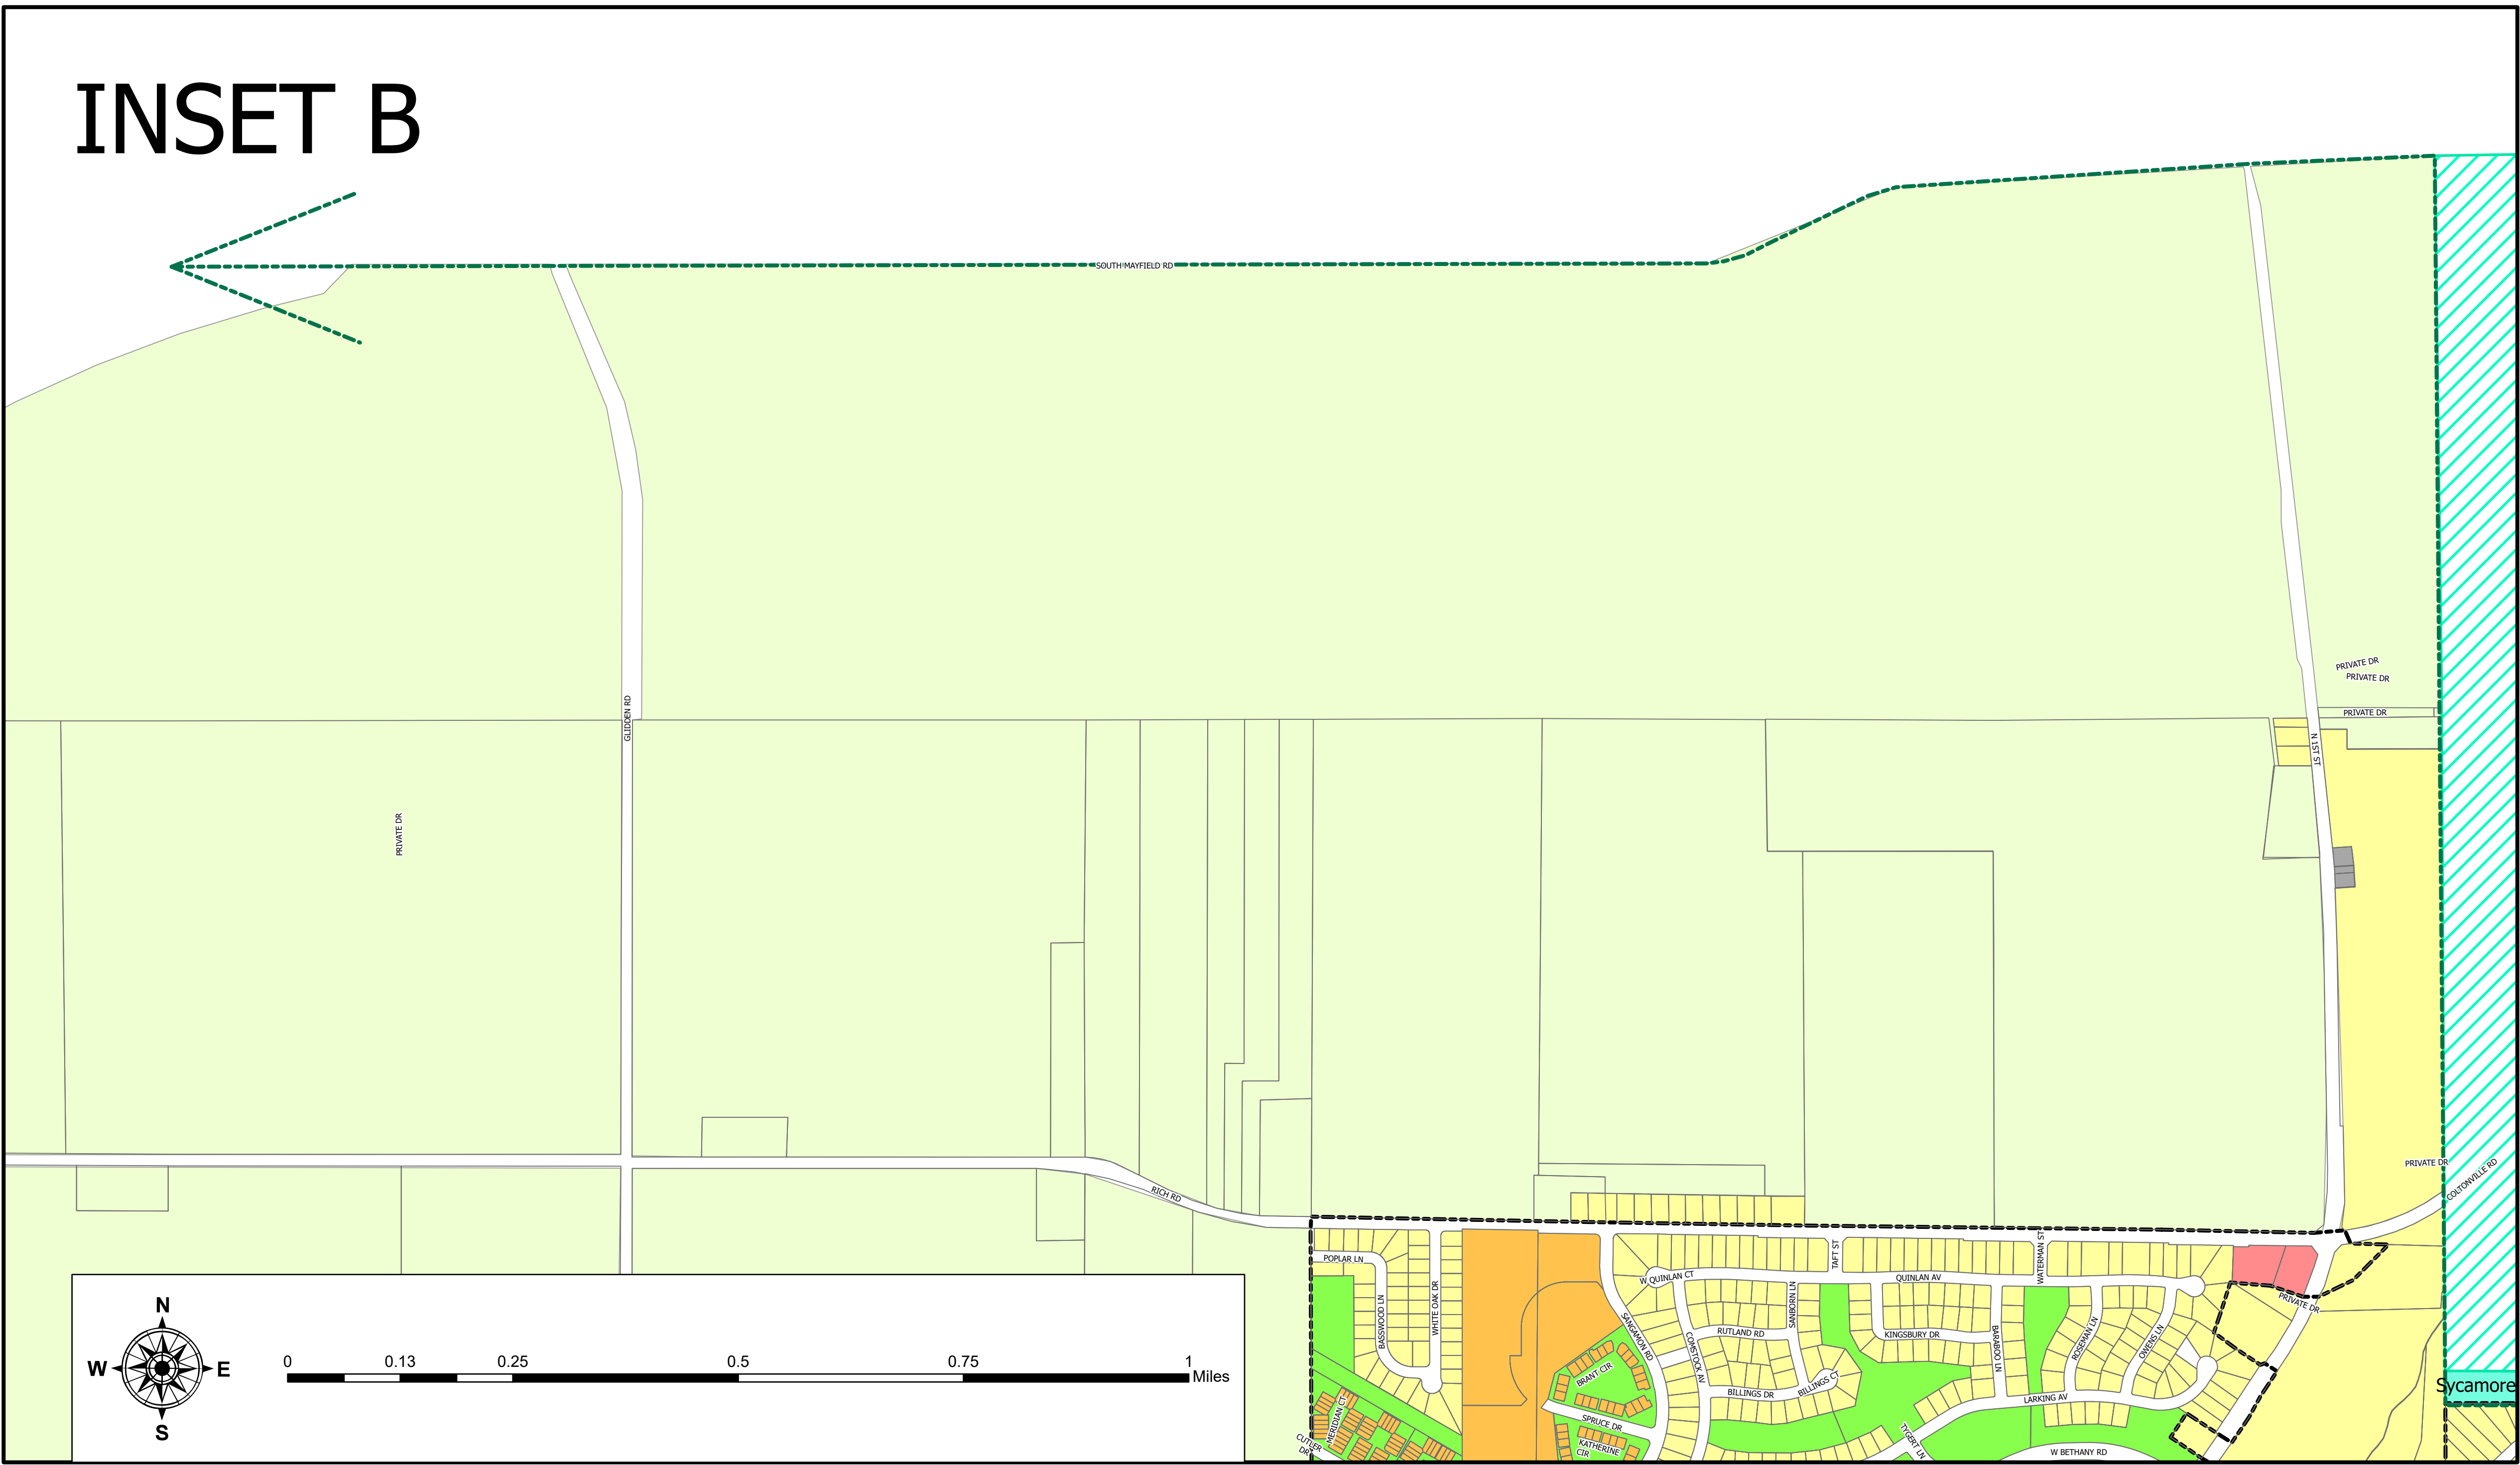 INSET B
SOUTH MAYFIELD RD
PRIVATE DR
PRIVATE DR
GLIDDEN RD
PRIVATE DR
N 1ST ST
PRIVATE DR
PRIVATE DR
COLTONVILLE RD
RICH RD
POPLAR LN
BASSWOOD LN
WHITE OAK DR
W QUINLAN CT
TAFT ST
QUINLAN AV
WATERMAN ST
SANBORN LN
PRIVATE DR
SANGAMON RD
COMSTOCK AV
RUTLAND RD
KINGSBURY DR
BARABOO LN
ROSEMAN LN
OWENS LN
BRANT CIR
BILLINGS DR
BILLINGS CT
LARKING AV
Sycamore
MERIDIAN CT
CUTLER
DR
SPRUCE DR
KATHERINE
CIR
TYGERT LN
W BETHANY RD
N
W
E
S
0
0.13
0.25
0.5
0.75
1
Miles